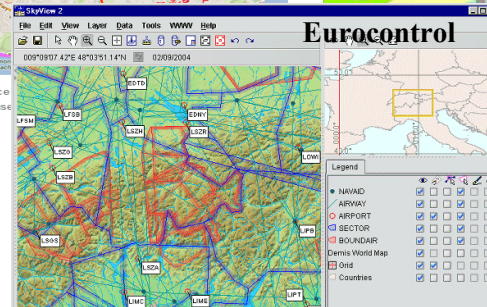 SkyView 2
File Edit View Layer Data Tools WWW Help
Eurocontrol
009°09'07.42"E 48°03'51.14"N 02/09/2004
EDTD
LFSB
EDNY
LFSM
LSZH
LSZR
LSZG
LOWI
LSZB
LSGS
LIPB
LSZA
LIMC
LIME
LIPT
Legend
NAVAID
AIRWAY
AIRPORT
SECTOR
BOUNDAIR
Demis World Map
Grid
Countries